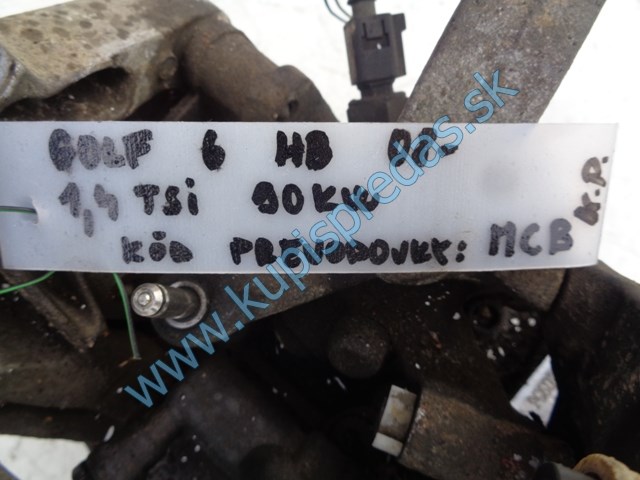 GOLF 6 HB
1,4 TSi 90KW
KÓD PREVODOVKY: MCB
www.kupispredas.sk